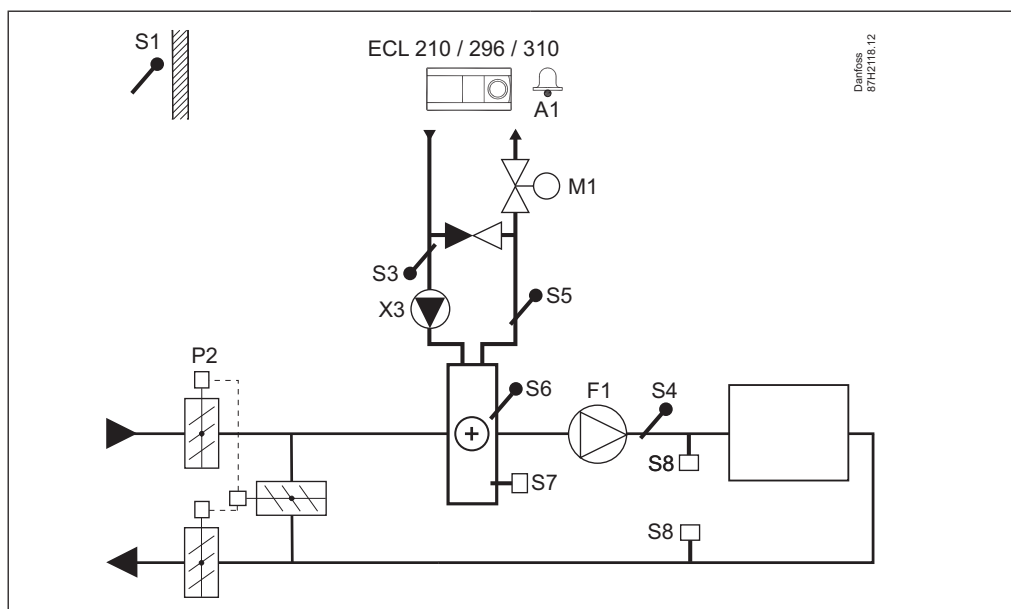 S1
ECL 210 / 296 / 310
A1
Danfoss
87H2118.12
M1
S3
S5
X3
P2
S6
F1
S4
S8
S7
S8